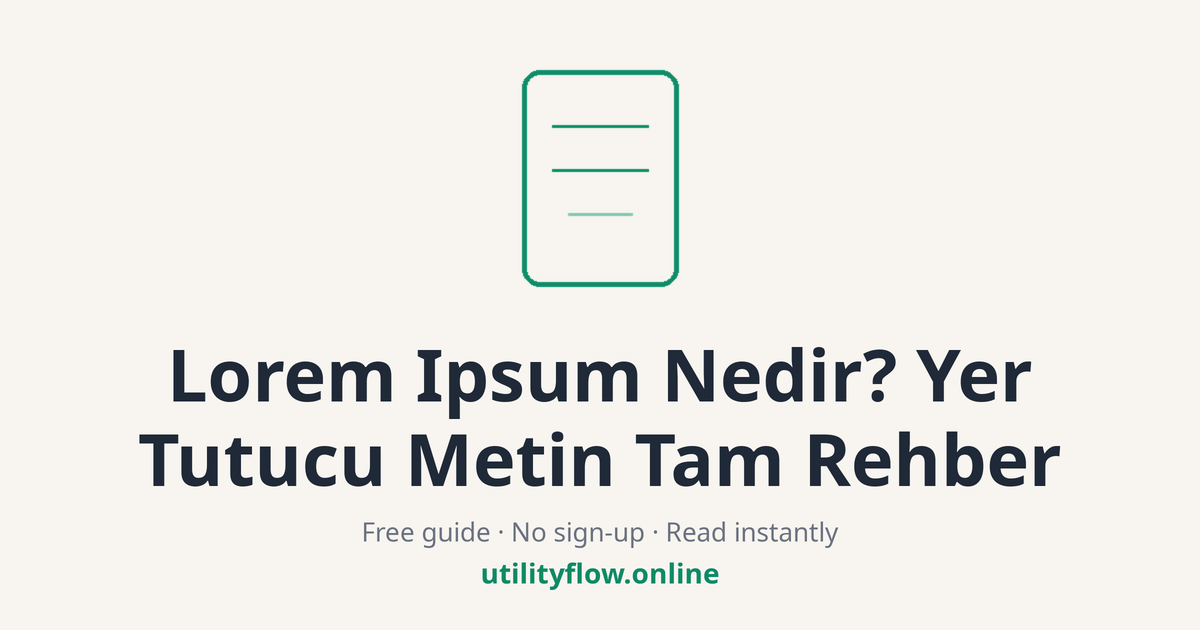 Lorem Ipsum Nedir? Yer
Tutucu Metin Tam Rehber
Free guide · No sign-up · Read instantly
utilityflow.online